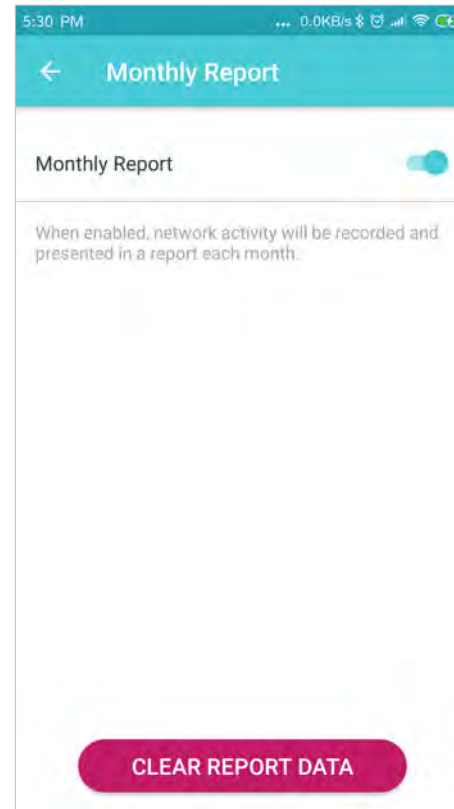 5:30 PM ... 0.0KB/s
Monthly Report
Monthly Report
When enabled, network activity will be recorded and
presented in a report each month.
CLEAR REPORT DATA